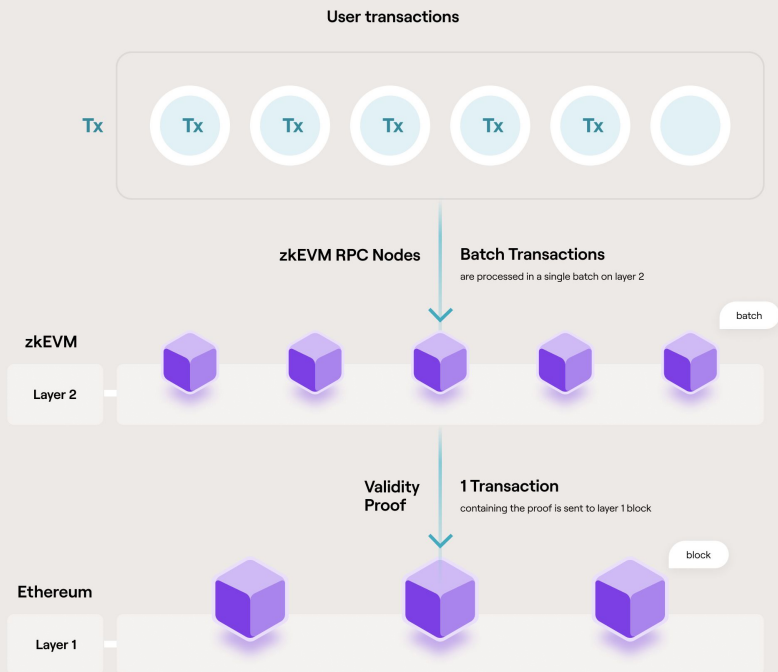 User transactions
Tx
Tx
Tx
Tx
Tx
Tx
zkEVM RPC Nodes
Batch Transactions
are processed in a single batch on layer 2
batch
zkEVM
Layer 2
Validity
Proof
1 Transaction
containing the proof is sent to layer 1 block
block
Ethereum
Layer 1